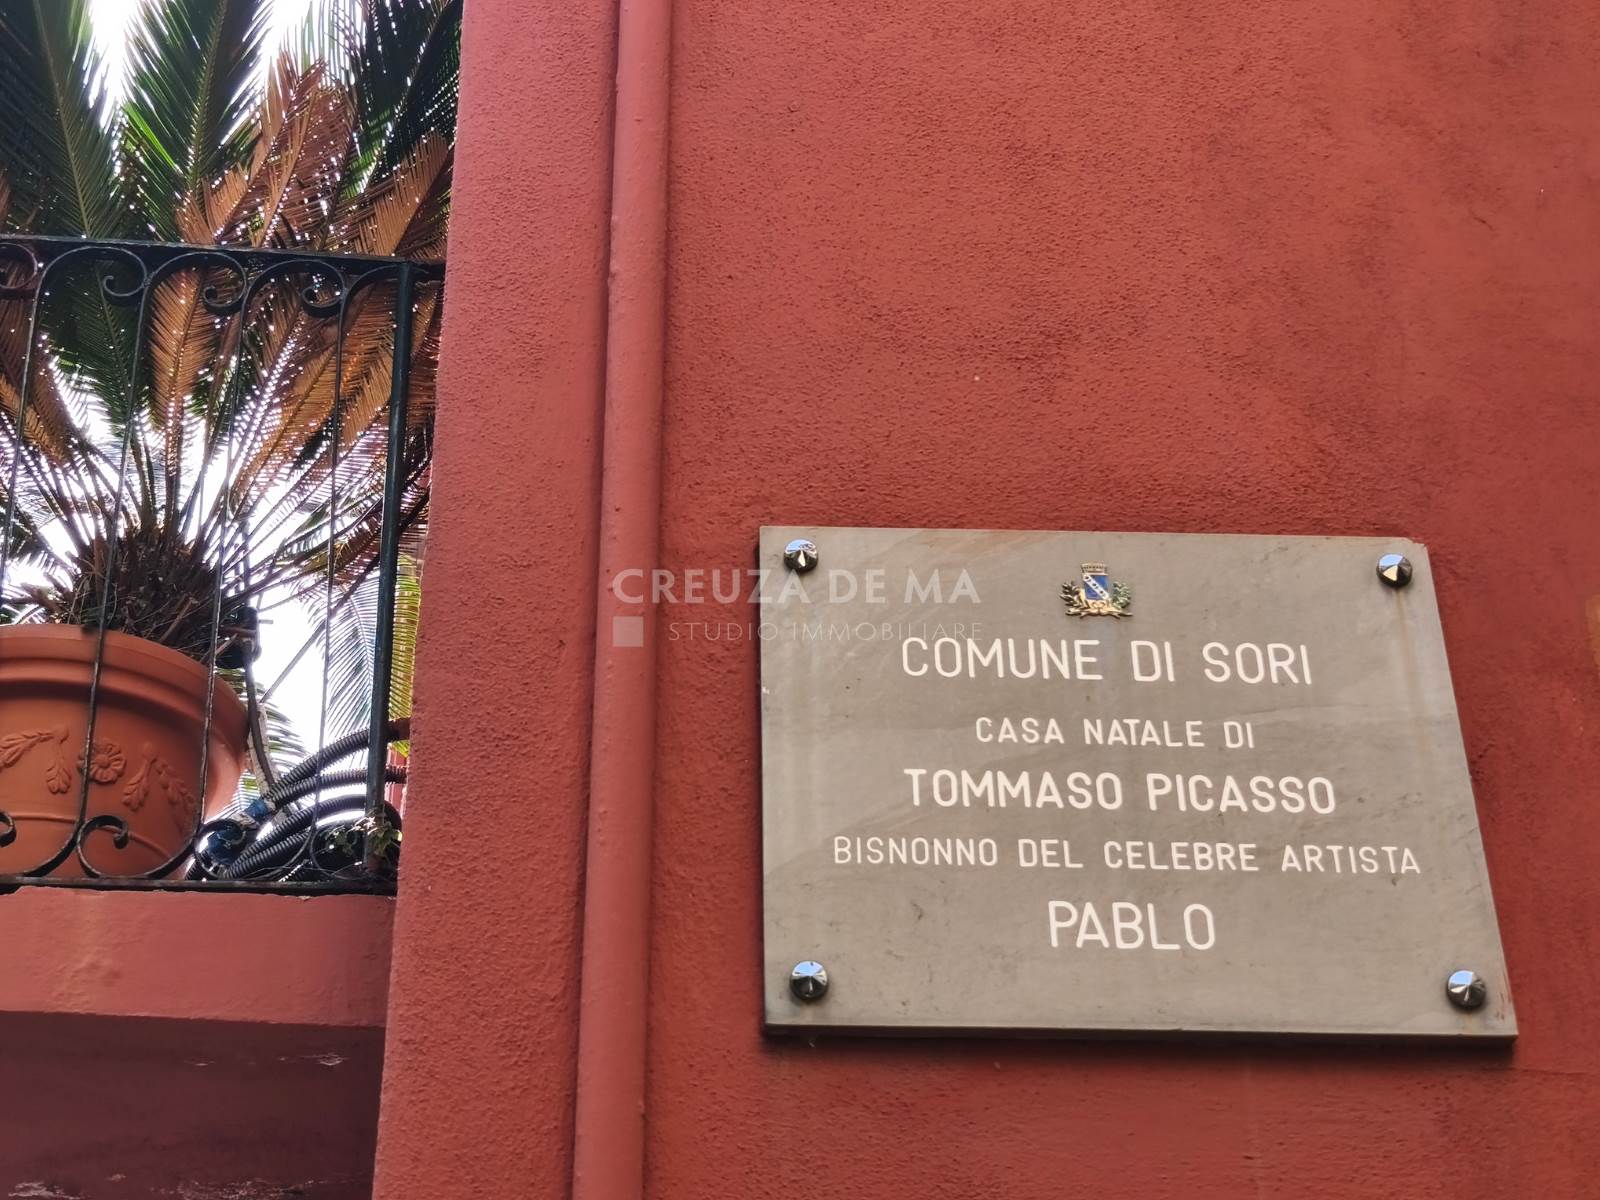 CREUZA DE MA
STUDIO IMMOBILIARE
COMUNE DI SORI
CASA NATALE DI
TOMMASO PICASSO
BISNONNO DEL CELEBRE ARTISTA
PABLO